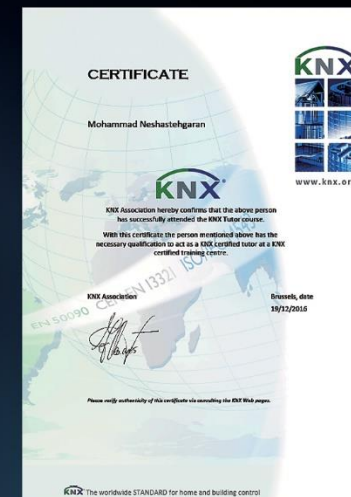 CERTIFICATE
KNX
Mohammad Neshastehgaran
www.knx.or
KNX
KNX Association hereby confirms that the above person
has successfully attended the KNX Tutor course.
With this certificate the person mentioned above has the
necessary qualification to act as a KNX certified tutor at a KNX
certified training centre.
EN 50090 CEN EN 13321 ISO
KNX Association
Brussels, date
19/12/2016
Please verify authenticity of this certificate via consulting the KNX Web pages.
KNX The worldwide STANDARD for home and building control